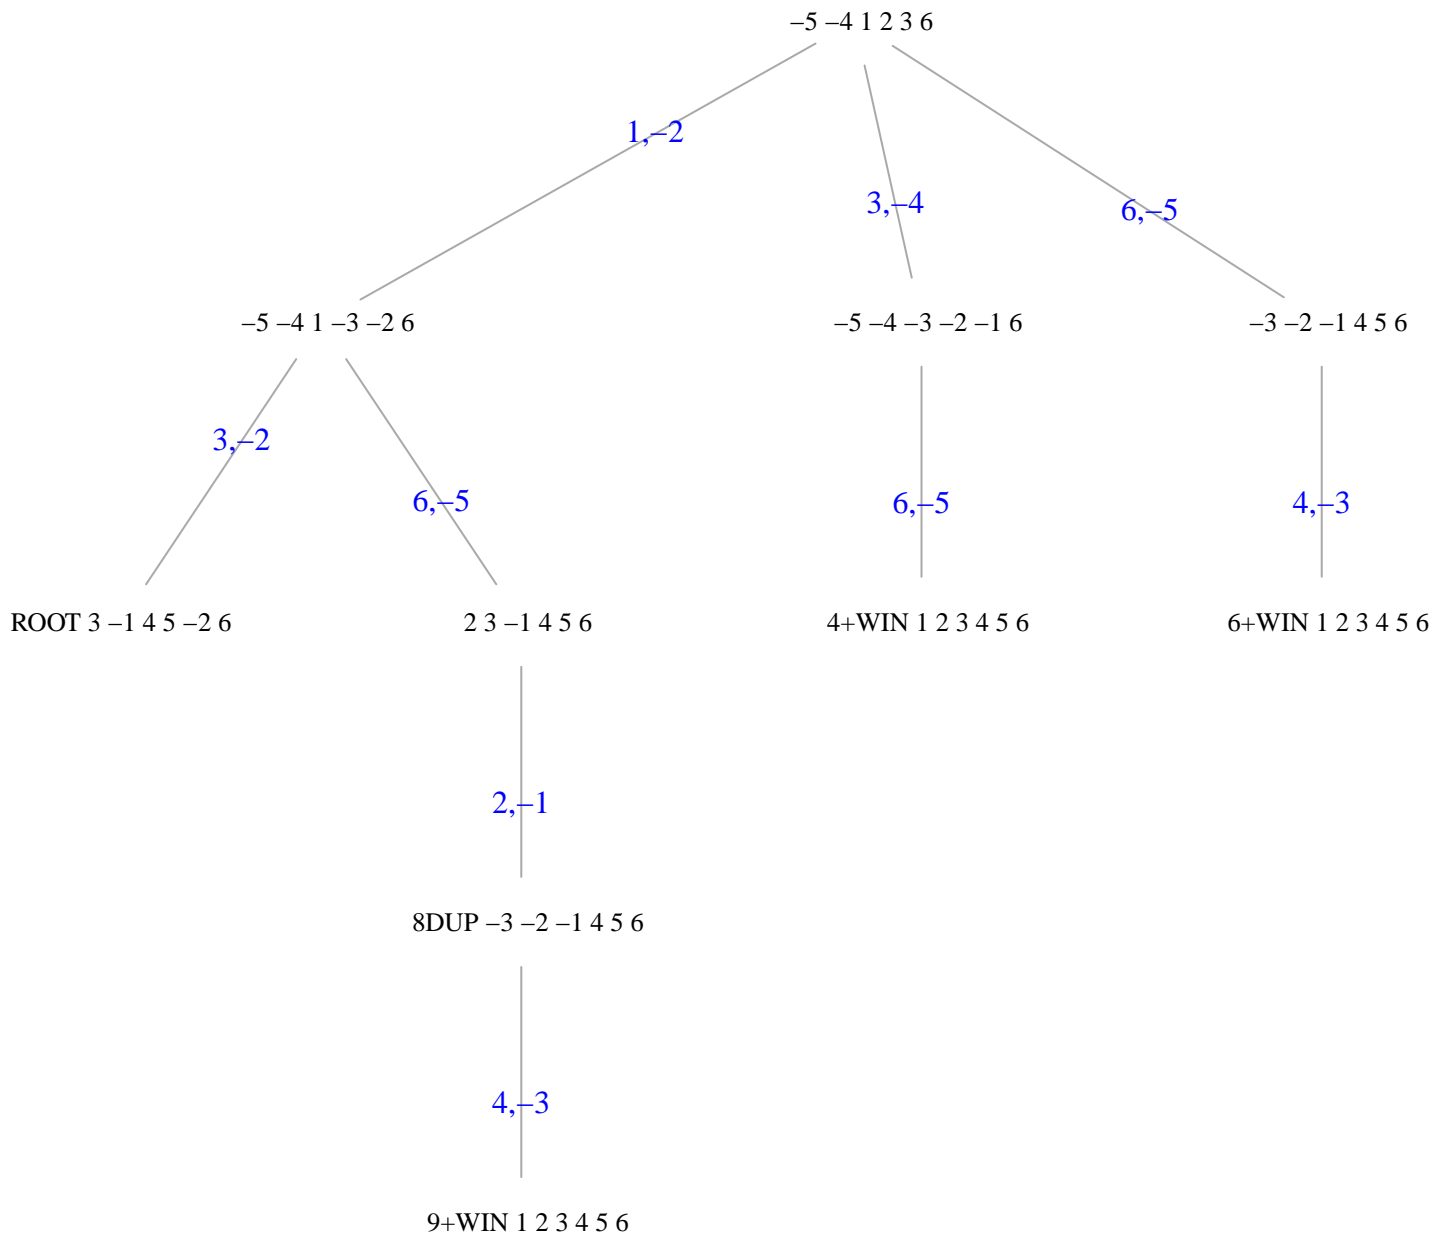 –5 –4 1 2 3 6
1,–2
3,–4
6,–5
–5 –4 1 –3 –2 6
–5 –4 –3 –2 –1 6
–3 –2 –1 4 5 6
3,–2
6,–5
6,–5
4,–3
ROOT 3 –1 4 5 –2 6
2 3 –1 4 5 6
4+WIN 1 2 3 4 5 6
6+WIN 1 2 3 4 5 6
2,–1
8DUP –3 –2 –1 4 5 6
4,–3
9+WIN 1 2 3 4 5 6